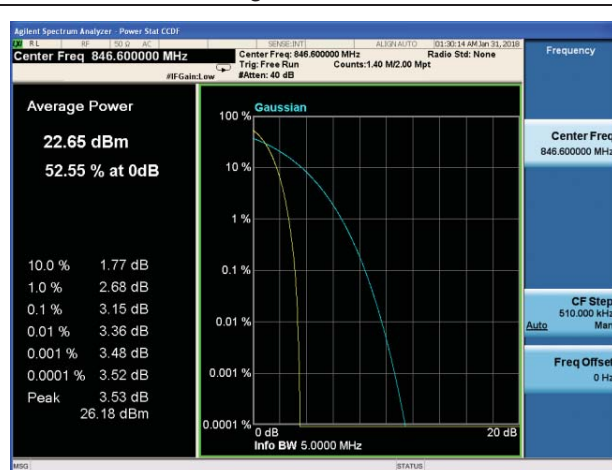 Agilent Spectrum Analyzer - Power Stat CCDF
RL RF 50 Ω AC SENSE:INT ALIGN AUTO 01:30:14 AM Jan 31, 2018
Center Freq 846.600000 MHz
Center Freq: 846.600000 MHz
Radio Std: None
Trig: Free Run Counts:1.40 M/2.00 Mpt
#IFGain:Low
#Atten: 40 dB
Average Power
22.65 dBm
52.55 % at 0dB
10.0 % 1.77 dB
1.0 % 2.68 dB
0.1 % 3.15 dB
0.01 % 3.36 dB
0.001 % 3.48 dB
0.0001 % 3.52 dB
Peak 3.53 dB
26.18 dBm
Gaussian
100 %
10 %
1 %
0.1 %
0.01 %
0.001 %
0.0001 %
0 dB 20 dB
Info BW 5.0000 MHz
Frequency
Center Freq
846.600000 MHz
CF Step
510.000 kHz
Auto Man
Freq Offset
0 Hz
MSG STATUS